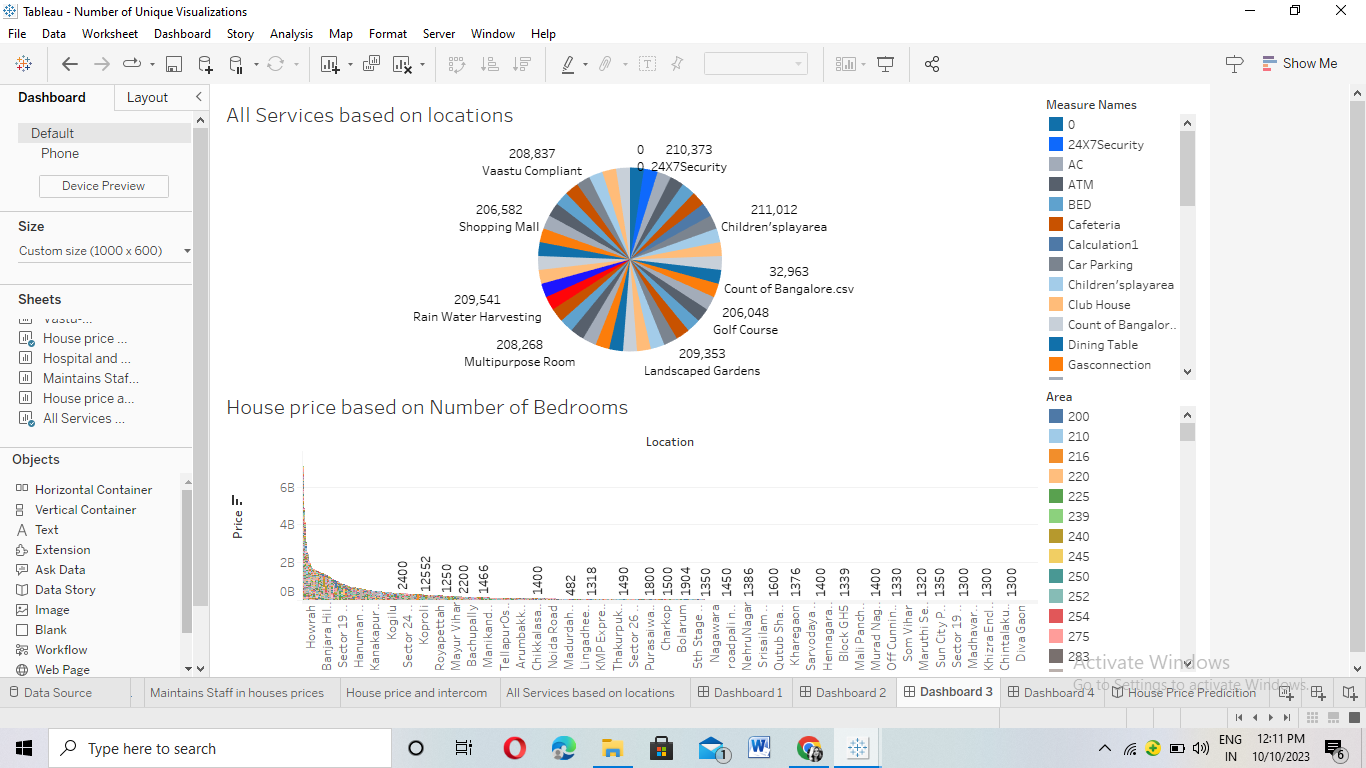 Tableau - Number of Unique Visualizations
File Data Worksheet Dashboard Story Analysis Map Format Server Window Help
Show Me
Dashboard Layout
Default
Phone
Device Preview
Size
Custom size (1000 x 600)
Sheets
House price ...
Hospital and ...
Maintains Staf...
House price a...
All Services ...
Objects
Horizontal Container
Vertical Container
Text
Extension
Ask Data
Data Story
Image
Blank
Workflow
Web Page
All Services based on locations
0 210,373
0 24X7Security
208,837
Vaastu Compliant
206,582
Shopping Mall
211,012
Children'splayarea
32,963
Count of Bangalore.csv
206,048
Golf Course
209,541
Rain Water Harvesting
208,268
Multipurpose Room
209,353
Landscaped Gardens
House price based on Number of Bedrooms
Location
Price
6B
4B
2B
0B
2400 12552 1250 2200 1466 1400 482 1318 1490 1800 1500 1904 1350 1450 1386 1600 1376 1400 1339 1400 1330 1320 1350 1300 1300 1300
Howrah
Banjara Hil..
Sector 19 ..
Hanuman ..
Kanakapur..
Kogilu
Sector 24 ..
Koproli
Royapettah
Mayur Vihar
Bachupally
Manikand..
TellapurOs..
Arumbakk..
Chikkalasa..
Noida Road
Madurdah..
Lingadhee..
KMP Expre..
Thakurpuk..
Sector 26 ..
Purasaiwa..
Charkop
Bolarum
5th Stage ..
Nagawara
roadpali n..
NehruNagar
Srisailam ..
Outub Sha..
Kharegaon
Sarvodaya ..
Hennagara..
Block GH5
Mali Panch..
Murad Nag..
Off Cunnin..
Som Vihar
Maruthi Se..
Sun City P..
Sector 19 ..
Madhavar..
Khizra Encl..
Chintalaku..
Diva Gaon
Measure Names
0
24X7Security
AC
ATM
BED
Cafeteria
Calculation1
Car Parking
Children'splayarea
Club House
Count of Bangalor..
Dining Table
Gasconnection
Area
200
210
216
220
225
239
240
245
250
252
254
275
283
Activate Windows
Go to Settings to activate Windows.
Data Source Maintains Staff in houses prices House price and intercom All Services based on locations Dashboard 1 Dashboard 2 Dashboard 3 Dashboard 4 House Price Predicition
Type here to search
1
W
ENG
IN
12:11 PM
10/10/2023
6